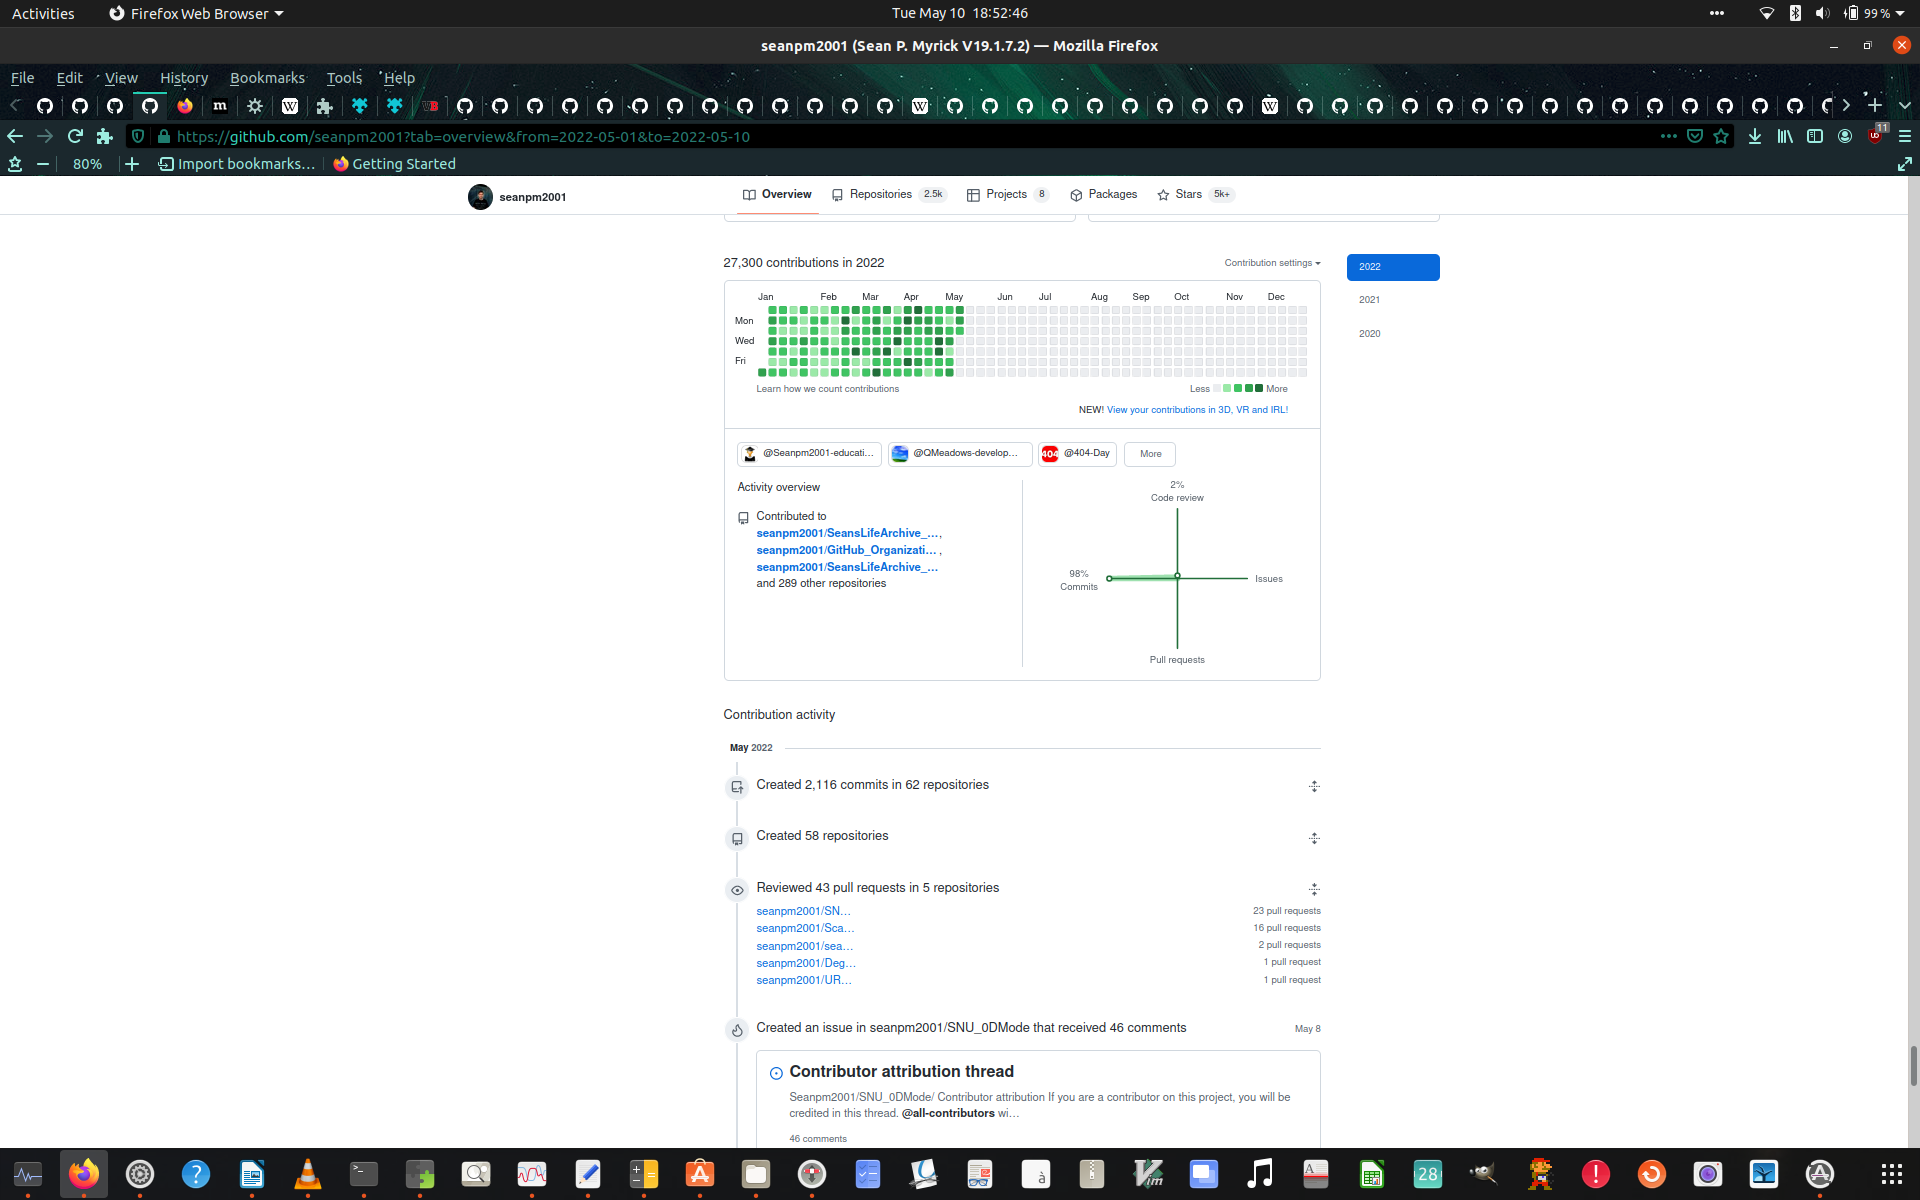 Activities
Firefox Web Browser
Tue May 10 18:52:46
99 %
seanpm2001 (Sean P. Myrick V19.1.7.2) — Mozilla Firefox
File Edit View History Bookmarks Tools Help
https://github.com/seanpm2001?tab=overview&from=2022-05-01&to=2022-05-10
11
80%
Import bookmarks...
Getting Started
seanpm2001
Overview
Repositories 2.5k
Projects 8
Packages
Stars 5k+
27,300 contributions in 2022
Contribution settings
2022
2021
2020
Jan Feb Mar Apr May Jun Jul Aug Sep Oct Nov Dec
Mon
Wed
Fri
Learn how we count contributions
Less More
NEW! View your contributions in 3D, VR and IRL!
@Seanpm2001-educati...
@QMeadows-develop...
404 @404-Day
More
Activity overview
Contributed to
seanpm2001/SeansLifeArchive_... ,
seanpm2001/GitHub_Organizati... ,
seanpm2001/SeansLifeArchive_...
and 289 other repositories
2%
Code review
98%
Commits
Issues
Pull requests
Contribution activity
May 2022
Created 2,116 commits in 62 repositories
Created 58 repositories
Reviewed 43 pull requests in 5 repositories
seanpm2001/SN... 23 pull requests
seanpm2001/Sca... 16 pull requests
seanpm2001/sea... 2 pull requests
seanpm2001/Deg... 1 pull request
seanpm2001/UR... 1 pull request
Created an issue in seanpm2001/SNU_0DMode that received 46 comments
May 8
Contributor attribution thread
Seanpm2001/SNU_0DMode/ Contributor attribution If you are a contributor on this project, you will be
credited in this thread. @all-contributors wi...
46 comments
28